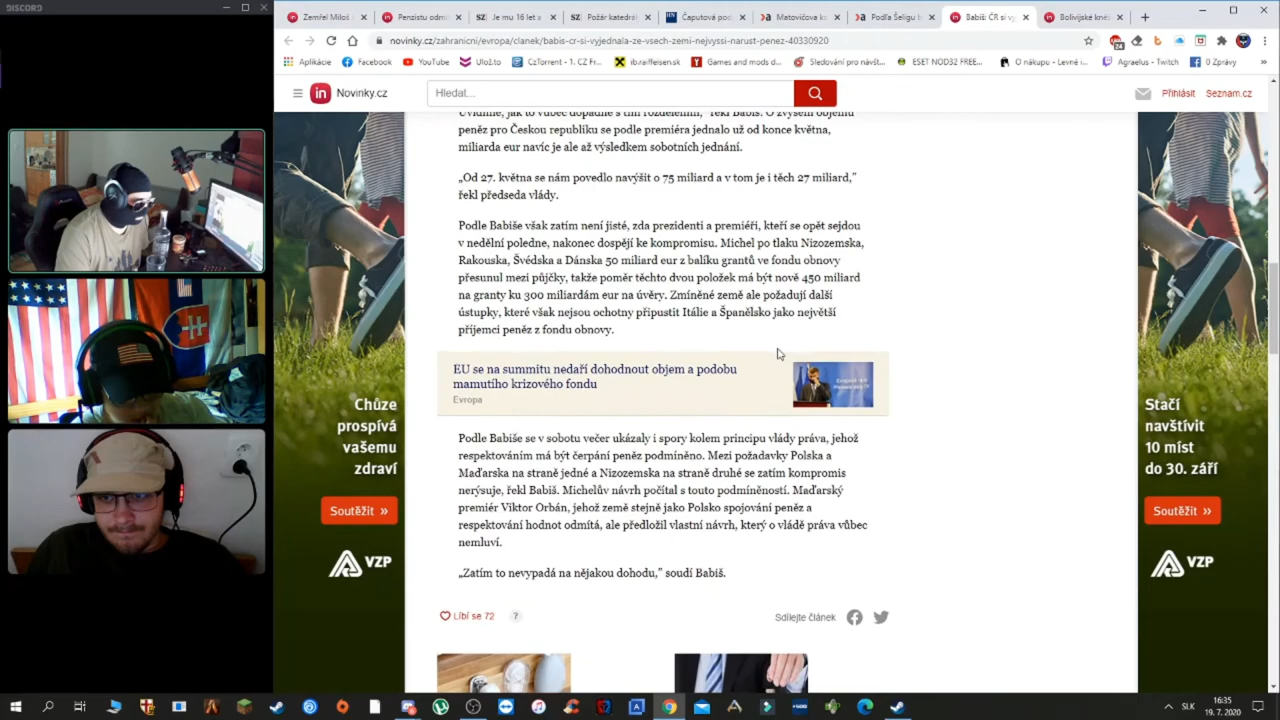 DISCORD
Zemřel Miloš
Penzistu odmí
Je mu 16 let a
Požár katedrál
Čaputová pod
Matovičova k
Podľa Šeligu b
Babiš: ČR si vy
Bolívijské kně
novinky.cz/zahranicni/evropa/clanek/babis-cr-si-vyjednala-ze-vsech-zemi-nejvyssi-narust-penez-40330920
Aplikácie
Facebook
YouTube
Ulož.to
CzTorrent - 1. CZ Fr...
ib.raiffeisen.sk
Games and mods d...
Sledování pro návšt...
ESET NOD32 FREE...
O nákupu - Levné i...
Agraelus - Twitch
0 Zprávy
Novinky.cz
Hledat...
Přihlásit
Seznam.cz
Uvidíme, jak to vůbec dopadne s tím rozdělením,“ řekl Babiš. O zvýšení objemu
peněz pro Českou republiku se podle premiéra jednalo už od konce května,
miliarda eur navíc je ale až výsledkem sobotních jednání.
„Od 27. května se nám povedlo navýšit o 75 miliard a v tom je i těch 27 miliard,“
řekl předseda vlády.
Podle Babiše však zatím není jisté, zda prezidenti a premiéři, kteří se opět sejdou
v nedělní poledne, nakonec dospějí ke kompromisu. Michel po tlaku Nizozemska,
Rakouska, Švédska a Dánska 50 miliard eur z balíku grantů ve fondu obnovy
přesunul mezi půjčky, takže poměr těchto dvou položek má být nově 450 miliard
na granty ku 300 miliardám eur na úvěry. Zmíněné země ale požadují další
ústupky, které však nejsou ochotny připustit Itálie a Španělsko jako největší
příjemci peněz z fondu obnovy.
EU se na summitu nedaří dohodnout objem a podobu
mamutího krizového fondu
Evropa
Podle Babiše se v sobotu večer ukázaly i spory kolem principu vlády práva, jehož
respektováním má být čerpání peněz podmíněno. Mezi požadavky Polska a
Maďarska na straně jedné a Nizozemska na straně druhé se zatím kompromis
nerýsuje, řekl Babiš. Michelův návrh počítal s touto podmíněností. Maďarský
premiér Viktor Orbán, jehož země stejně jako Polsko spojování peněz a
respektování hodnot odmítá, ale předložil vlastní návrh, který o vládě práva vůbec
nemluví.
„Zatím to nevypadá na nějakou dohodu,“ soudí Babiš.
Líbí se 72
?
Sdílejte článek
Chůze
prospívá
vašemu
zdraví
Soutěžit »
VZP
Stačí
navštívit
10 míst
do 30. září
Soutěžit »
VZP
SLK
16:35
19. 7. 2020